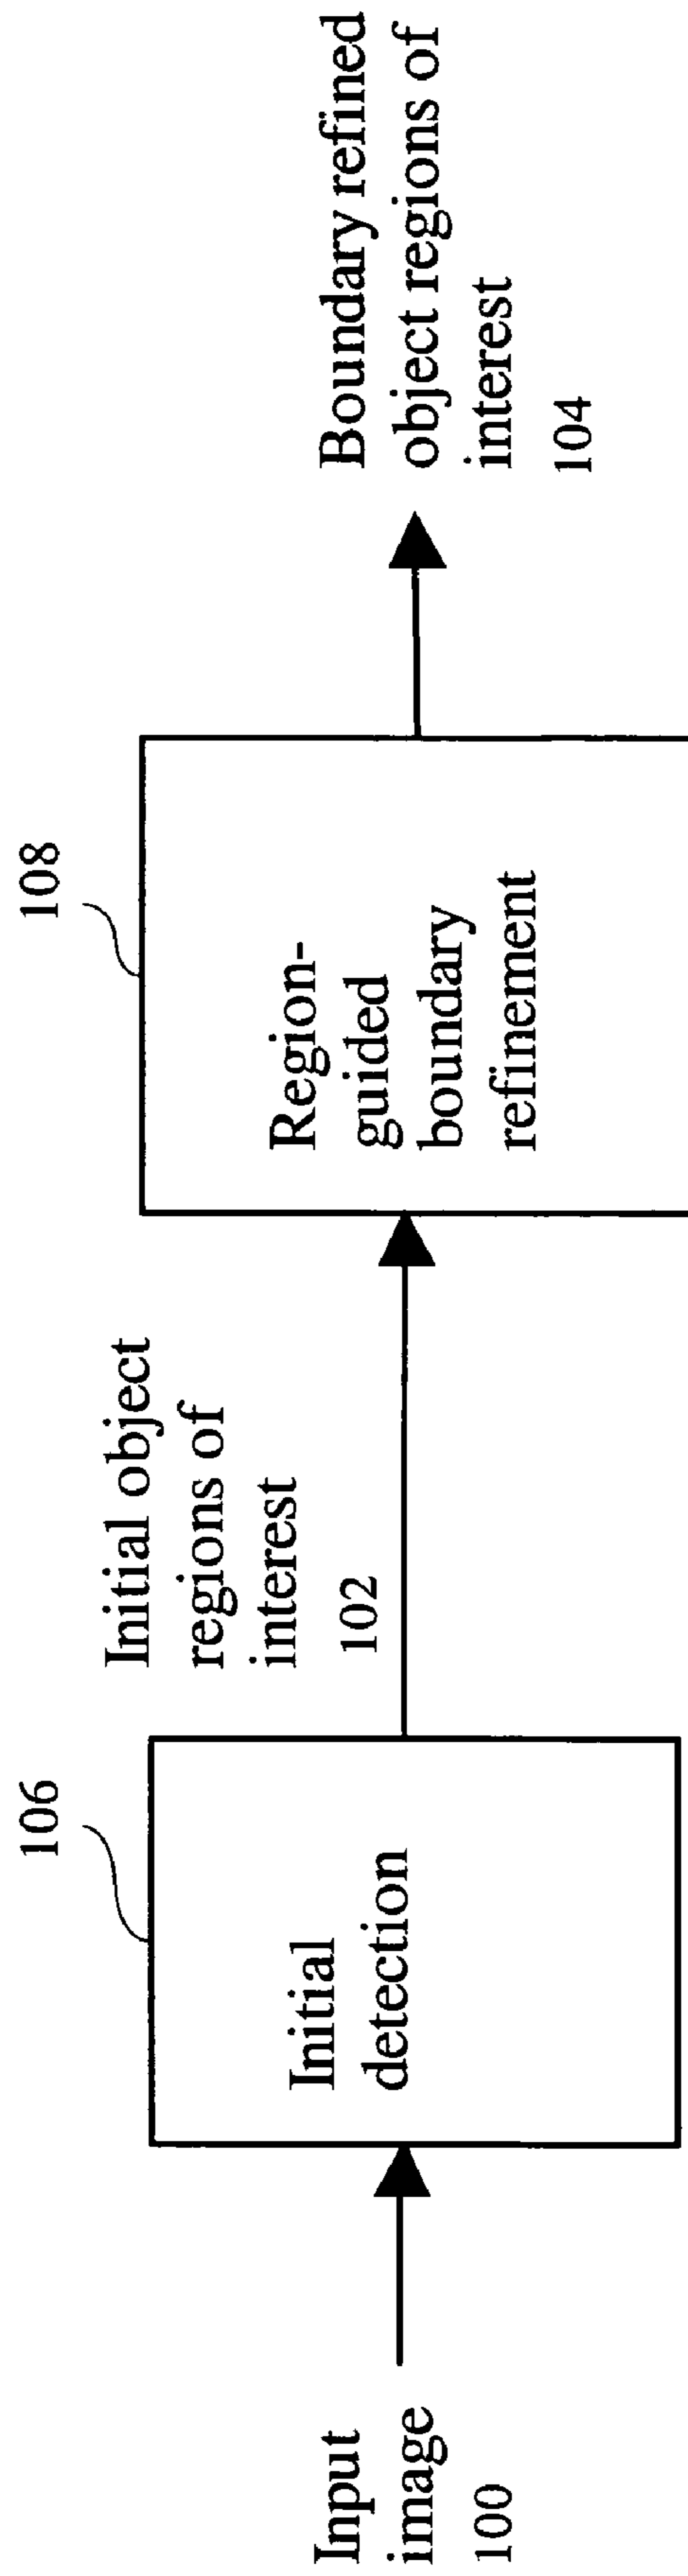 Input
image
100
106
Initial
detection
Initial object
regions of
interest
102
108
Region-
guided
boundary
refinement
Boundary refined
object regions of
interest
104